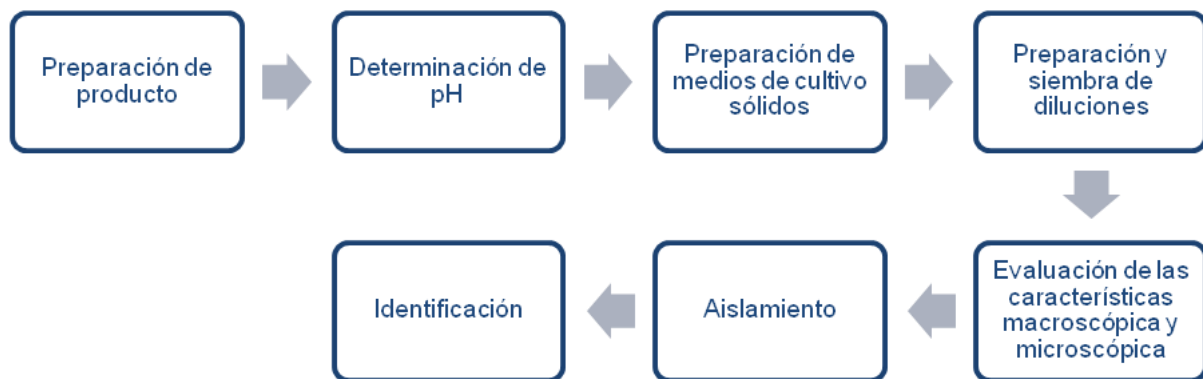 Preparación de
producto
Determinación de
pH
Preparación de
medios de cultivo
sólidos
Preparación y
siembra de
diluciones
Evaluación de las
características
macroscópica y
microscópica
Aislamiento
Identificación